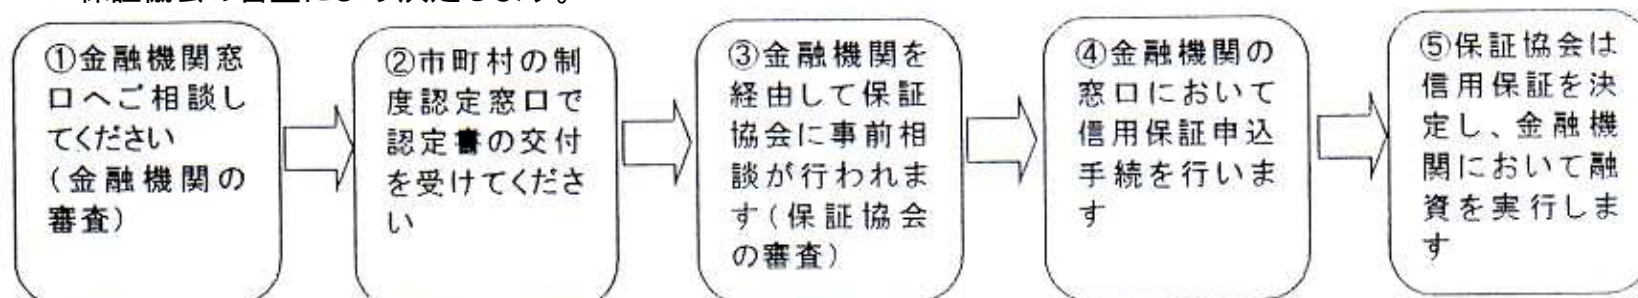 ①金融機関窓
口へご相談し
てください
(金融機関の
審査)
②市町村の制
度認定窓口で
認定書の交付
を受けてくださ
い
③金融機関を
経由して保証
協会に事前相
談が行われま
す(保証協会
の審査)
④金融機関の
窓口において
信用保証申込
手続を行いま
す
⑤保証協会は
信用保証を決
定し、金融機
関において融
資を実行しま
す